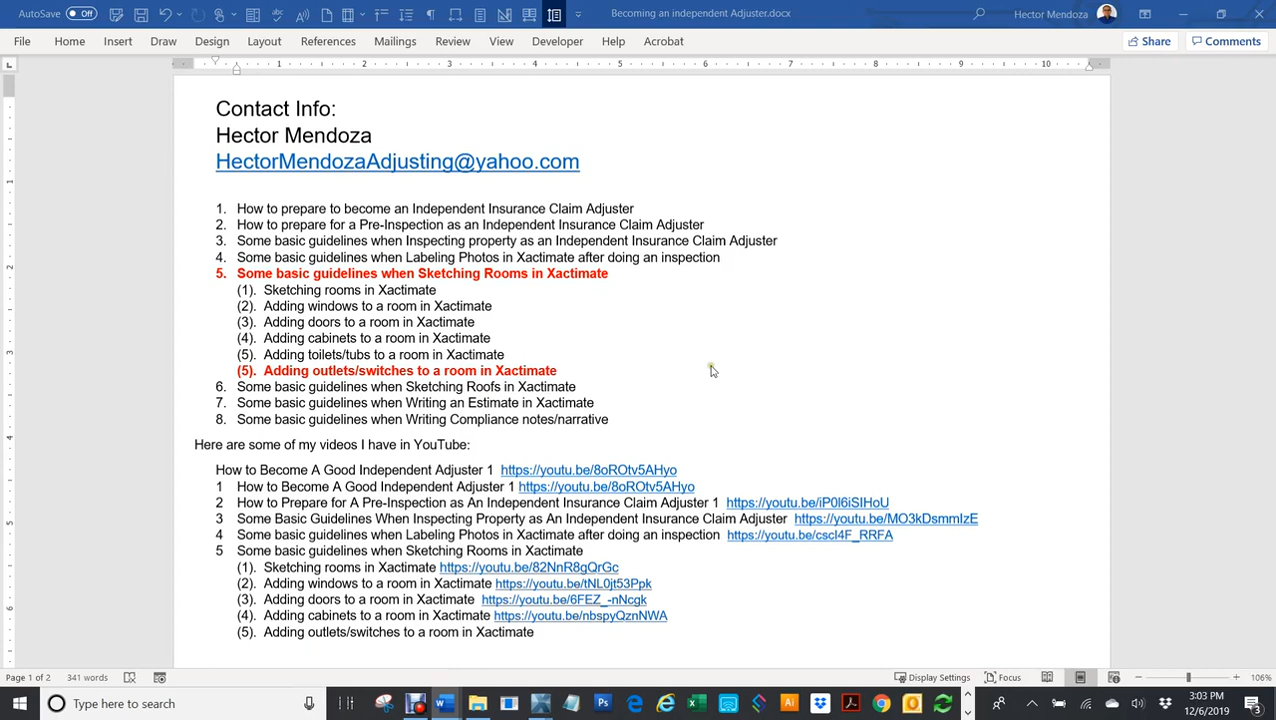 AutoSave Off
Becoming an independent Adjuster.docx
Hector Mendoza
File Home Insert Draw Design Layout References Mailings Review View Developer Help Acrobat Share Comments
1 2 3 4 5 6 7 8 9 10
Contact Info:
Hector Mendoza
HectorMendozaAdjusting@yahoo.com
1. How to prepare to become an Independent Insurance Claim Adjuster
2. How to prepare for a Pre-Inspection as an Independent Insurance Claim Adjuster
3. Some basic guidelines when Inspecting property as an Independent Insurance Claim Adjuster
4. Some basic guidelines when Labeling Photos in Xactimate after doing an inspection
5. Some basic guidelines when Sketching Rooms in Xactimate
(1). Sketching rooms in Xactimate
(2). Adding windows to a room in Xactimate
(3). Adding doors to a room in Xactimate
(4). Adding cabinets to a room in Xactimate
(5). Adding toilets/tubs to a room in Xactimate
(5). Adding outlets/switches to a room in Xactimate
6. Some basic guidelines when Sketching Roofs in Xactimate
7. Some basic guidelines when Writing an Estimate in Xactimate
8. Some basic guidelines when Writing Compliance notes/narrative
Here are some of my videos I have in YouTube:
How to Become A Good Independent Adjuster 1 https://youtu.be/8oROtv5AHyo
1 How to Become A Good Independent Adjuster 1 https://youtu.be/8oROtv5AHyo
2 How to Prepare for A Pre-Inspection as An Independent Insurance Claim Adjuster 1 https://youtu.be/iP0l6iSIHoU
3 Some Basic Guidelines When Inspecting Property as An Independent Insurance Claim Adjuster https://youtu.be/MO3kDsmmIzE
4 Some basic guidelines when Labeling Photos in Xactimate after doing an inspection https://youtu.be/cscI4F_RRFA
5 Some basic guidelines when Sketching Rooms in Xactimate
(1). Sketching rooms in Xactimate https://youtu.be/82NnR8gQrGc
(2). Adding windows to a room in Xactimate https://youtu.be/tNL0jt53Ppk
(3). Adding doors to a room in Xactimate https://youtu.be/6FEZ_-nNcgk
(4). Adding cabinets to a room in Xactimate https://youtu.be/nbspyQznNWA
(5). Adding outlets/switches to a room in Xactimate
Page 1 of 2 341 words Display Settings Focus 106%
Type here to search
3:03 PM
12/6/2019